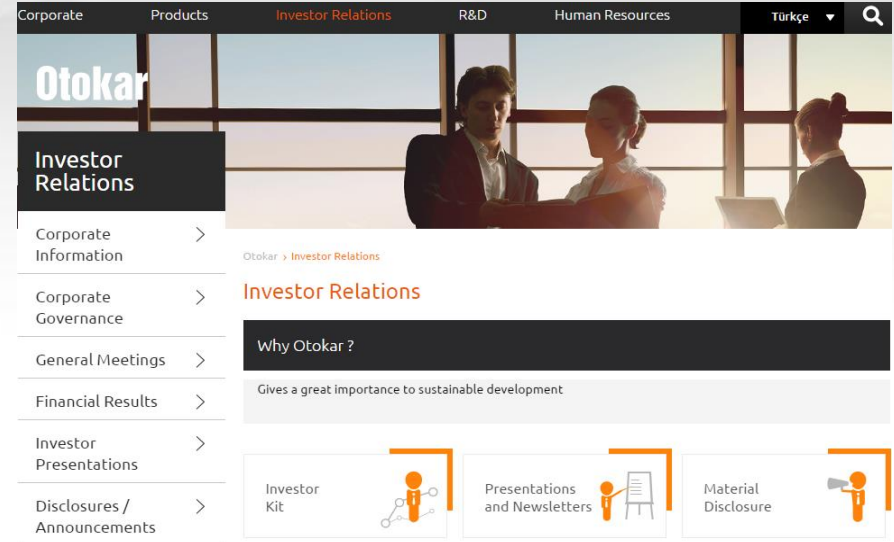 Corporate Products Investor Relations R&D Human Resources Türkçe
Otokar
Investor
Relations
Corporate
Information
Corporate
Governance
General Meetings
Financial Results
Investor
Presentations
Disclosures /
Announcements
Otokar > Investor Relations
Investor Relations
Why Otokar ?
Gives a great importance to sustainable development
Investor
Kit
Presentations
and Newsletters
Material
Disclosure